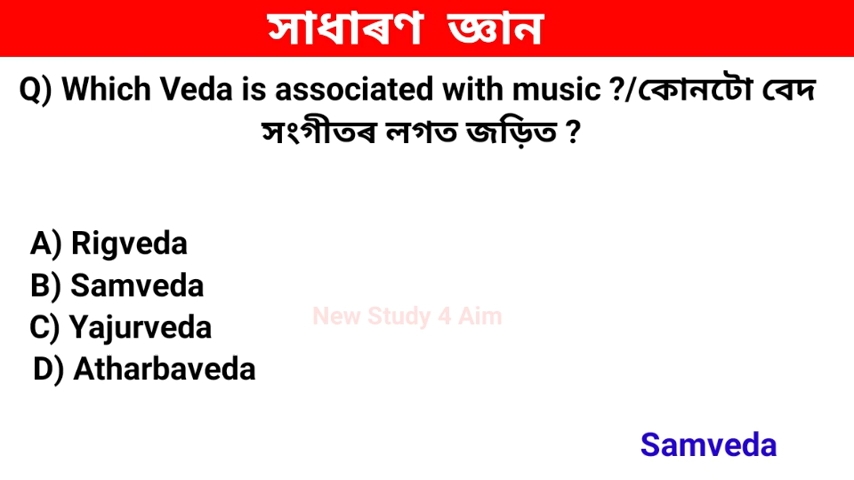 সাধাৰণ জ্ঞান
Q) Which Veda is associated with music ?/কোনটো বেদ
সংগীতৰ লগত জড়িত ?
A) Rigveda
B) Samveda
C) Yajurveda
D) Atharbaveda
New Study 4 Aim
Samveda